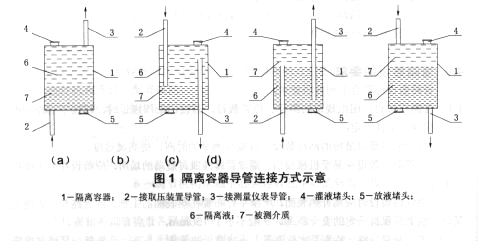 4 3 1 6 7 2 5
2 4 1 6 7 5 3
4 3 1 7 6 2 5
2 4 1 7 6 5 3
(a) (b) (c) (d)
图1 隔离容器导管连接方式示意
1—隔离容器；2—接取压装置导管；3—接测量仪表导管；4—灌液堵头；5—放液堵头；
6—隔离液；7—被测介质